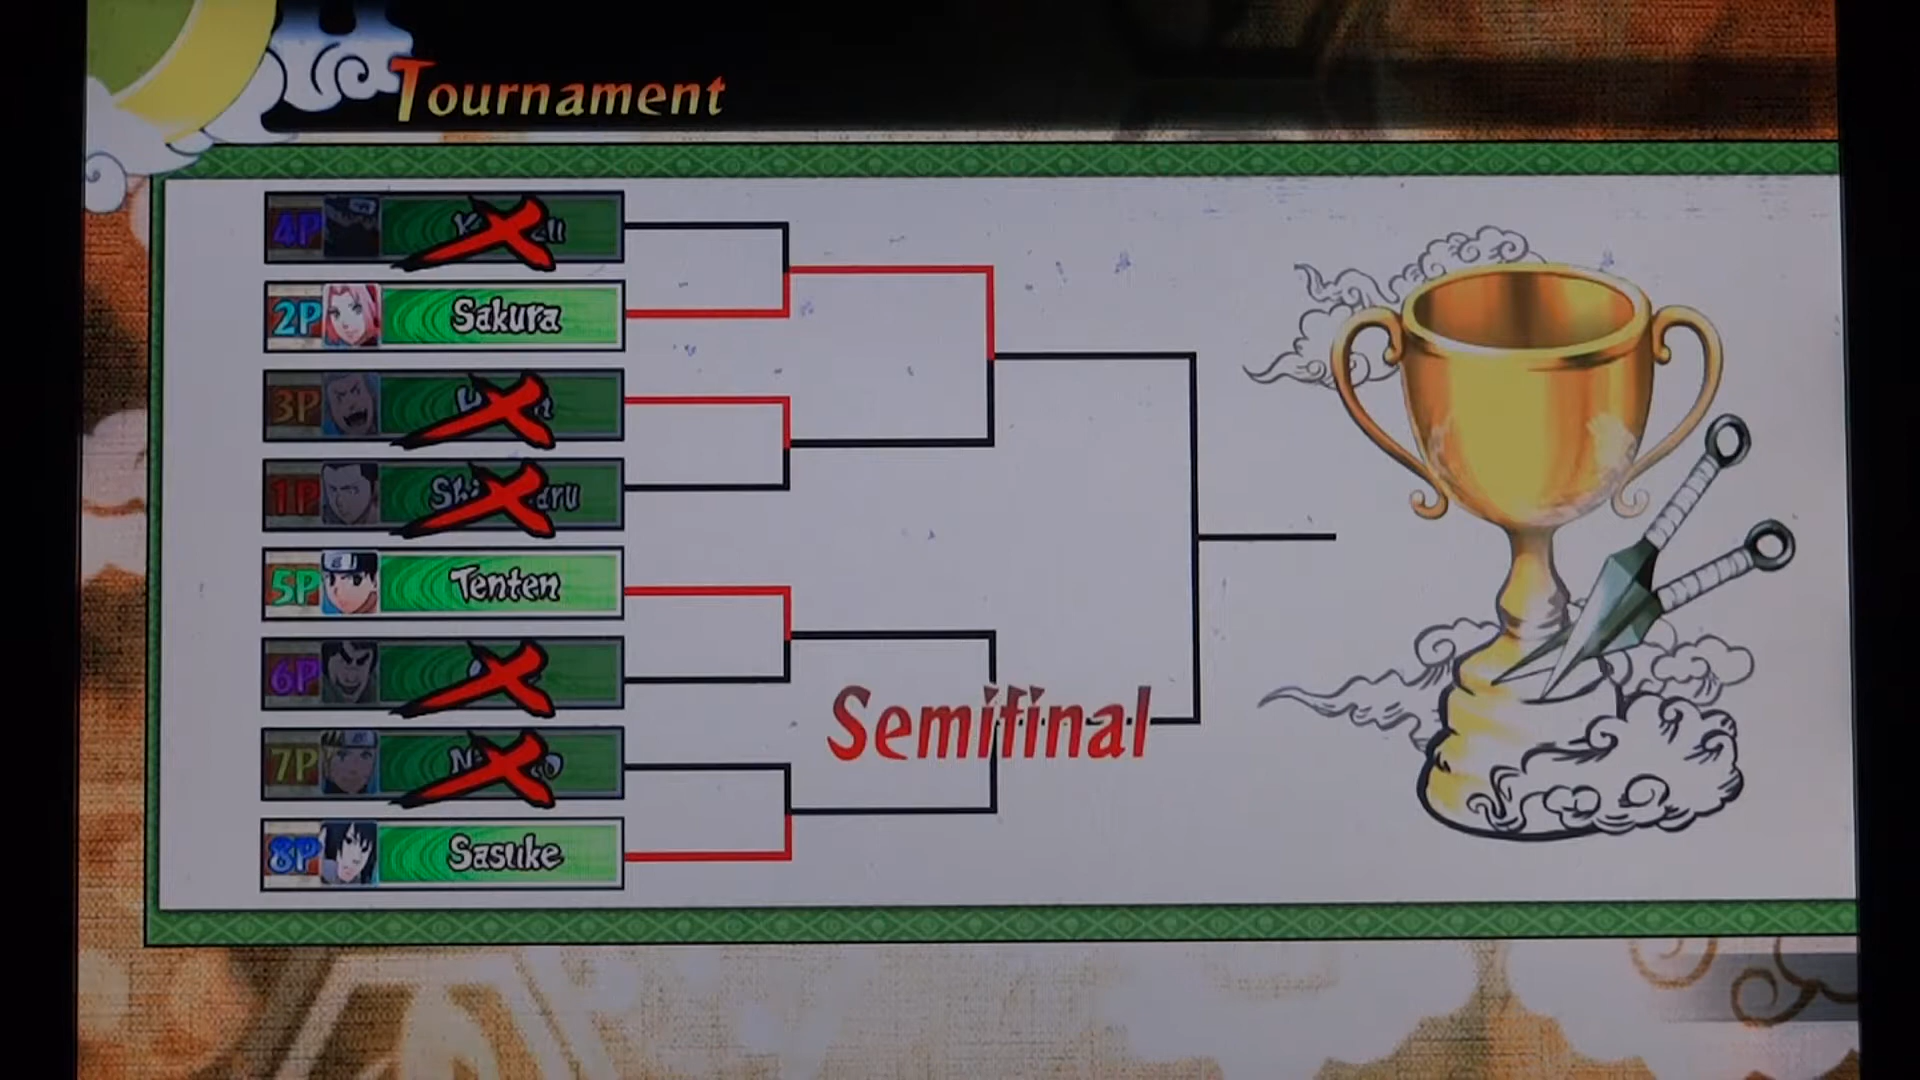 Tournament
4P
2P Sakura
3P
1P
5P Tenten
6P
7P
8P Sasuke
Semifinal